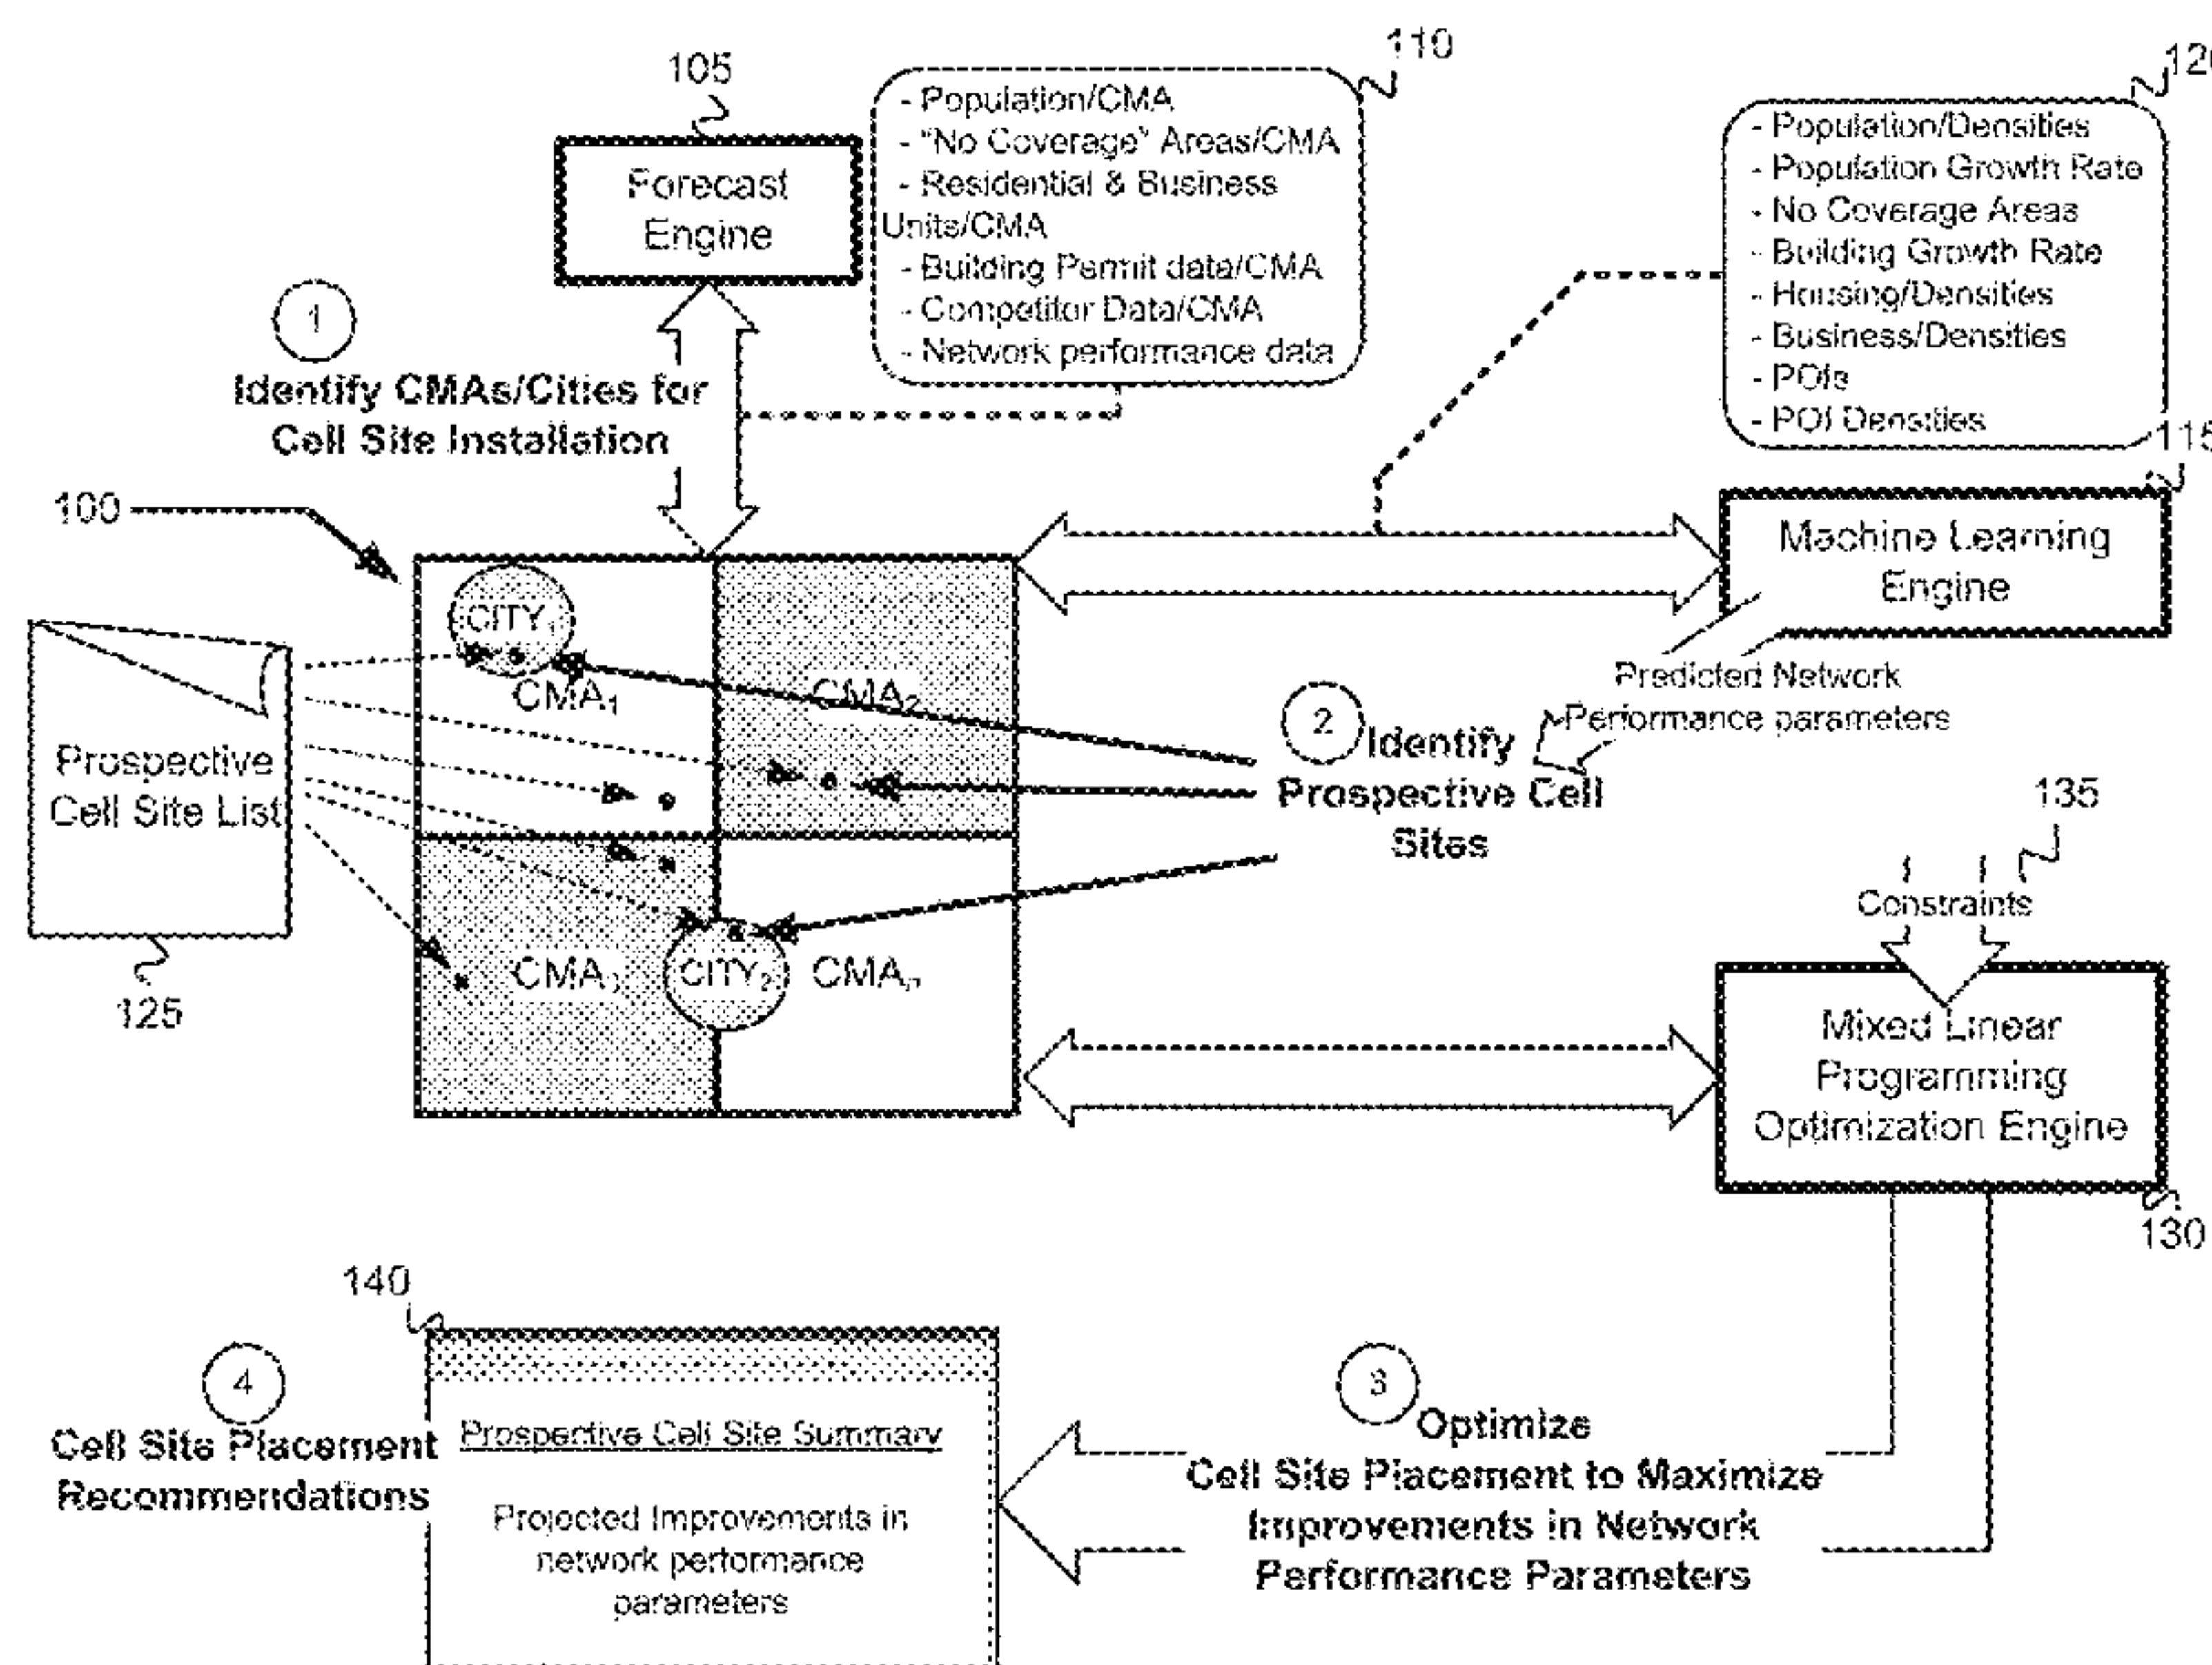 105
Forecast
Engine
110
- Population/CMA
- "No Coverage" Areas/CMA
- Residential & Business
Units/CMA
- Building Permit data/CMA
- Competitor Data/CMA
- Network performance data
120
- Population/Densities
- Population Growth Rate
- No Coverage Areas
- Building Growth Rate
- Housing/Densities
- Business/Densities
- POIs
- POI Densities
1
Identify CMAs/Cities for
Cell Site Installation
115
Machine Learning
Engine
100
CITY₁
CMA₁
CMA₂
CMA₃
CITY₂
CMAₙ
Prospective
Cell Site List
125
Predicted Network
Performance parameters
2
Identify
Prospective Cell
Sites
135
Constraints
Mixed Linear
Programming
Optimization Engine
130
140
4
Cell Site Placement
Recommendations
Prospective Cell Site Summary
Projected Improvements in
network performance
parameters
3
Optimize
Cell Site Placement to Maximize
Improvements in Network
Performance Parameters